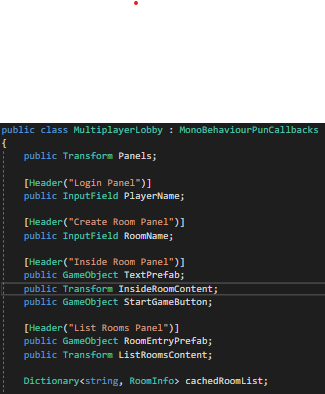 public class MultiplayerLobby : MonoBehaviourPunCallbacks
{
public Transform Panels;
[Header("Login Panel")]
public InputField PlayerName;
[Header("Create Room Panel")]
public InputField RoomName;
[Header("Inside Room Panel")]
public GameObject TextPrefab;
public Transform InsideRoomContent;
public GameObject StartGameButton;
[Header("List Rooms Panel")]
public GameObject RoomEntryPrefab;
public Transform ListRoomsContent;
Dictionary<string, RoomInfo> cachedRoomList;